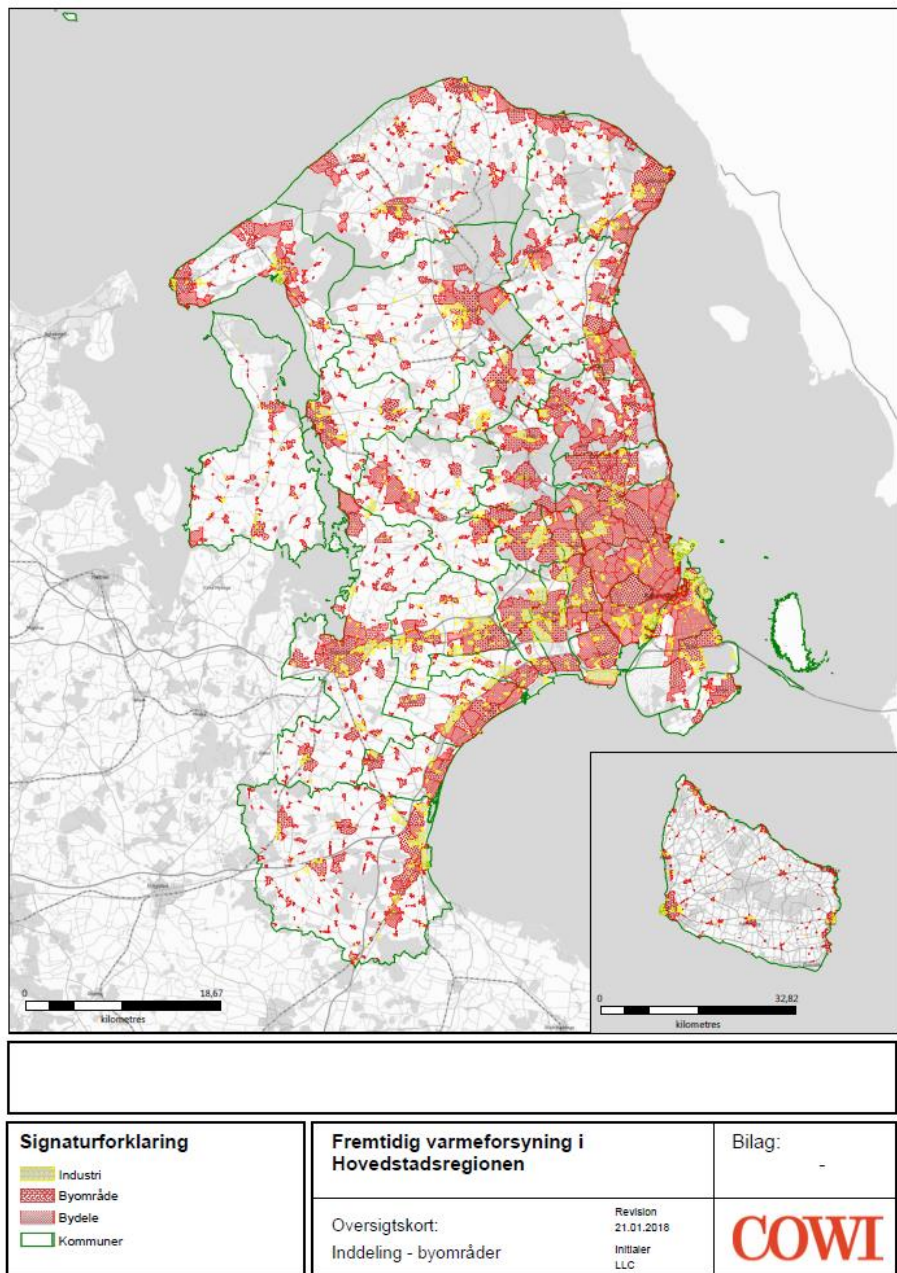 0
18,67
kilometres
0
32,82
kilometres
Signaturforklaring
Industri
Byområde
Bydele
Kommuner
Fremtidig varmeforsyning i
Hovedstadsregionen
Oversigtskort:
Inddeling - byområder
Revision
21.01.2018
Initialer
LLC
Bilag:
-
COWI